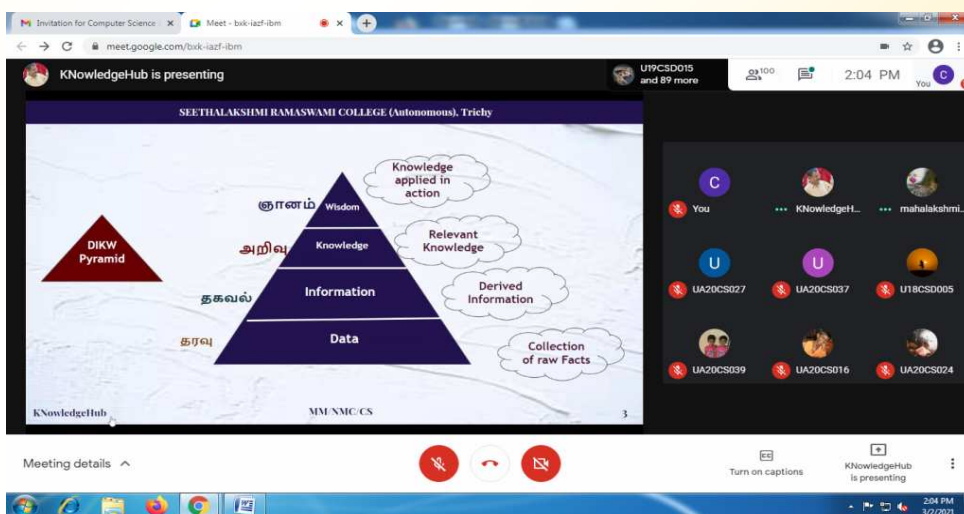 Invitation for Computer Science
Meet - bxk-iazf-ibm
meet.google.com/bxk-iazf-ibm
KNowledgeHub is presenting
U19CSD015
and 89 more
100
2:04 PM
You
C
SEETHALAKSHMI RAMASWAMI COLLEGE (Autonomous), Trichy
DIKW
Pyramid
ஞானம்
Wisdom
Knowledge
applied in
action
அறிவு
Knowledge
Relevant
Knowledge
தகவல்
Information
Derived
Information
தரவு
Data
Collection
of raw Facts
KNowledgeHub
MM/NMC/CS
3
C
You
KNowledgeH...
mahalakshmi...
U
UA20CS027
U
UA20CS037
U18CSD005
UA20CS039
UA20CS016
UA20CS024
Meeting details
CC
Turn on captions
KNowledgeHub
is presenting
2:04 PM
3/2/2021